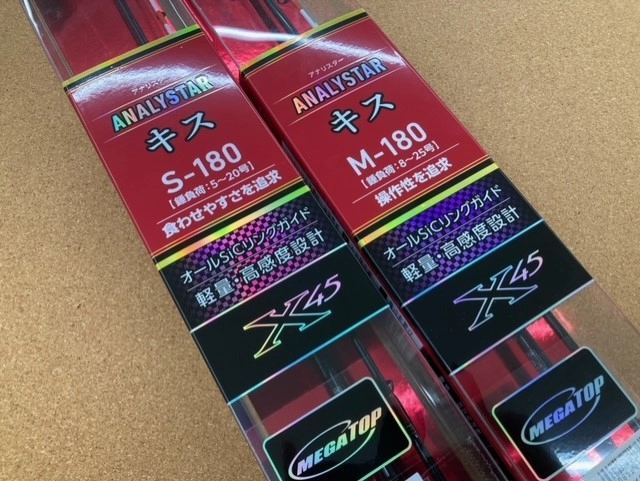 アナリスター
ANALYSTAR
キス
S-180
[錘負荷:5~20号]
食わせやすさを追求
オールSiCリングガイド
軽量・高感度設計
X45
MEGATOP
アナリスター
ANALYSTAR
キス
M-180
[錘負荷:8~25号]
操作性を追求
オールSiCリングガイド
軽量・高感度設計
X45
MEGATOP